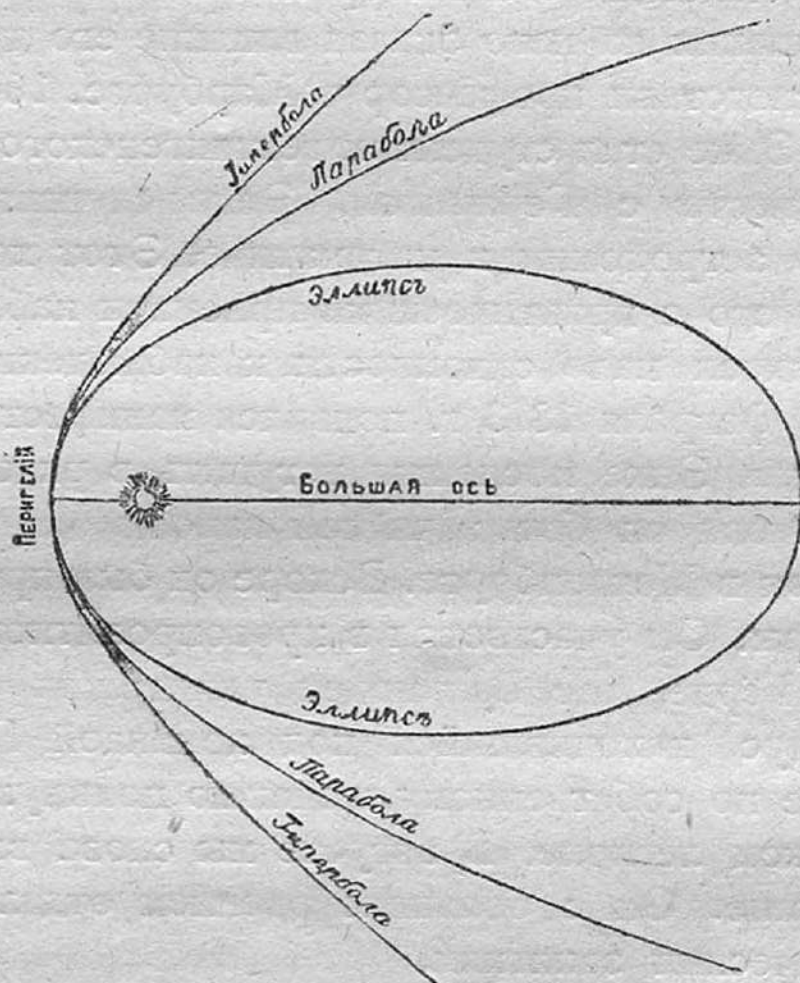 Гипербола
Парабола
Эллипсъ
Перигелій
Большая ось
Эллипсъ
Парабола
Гипербола